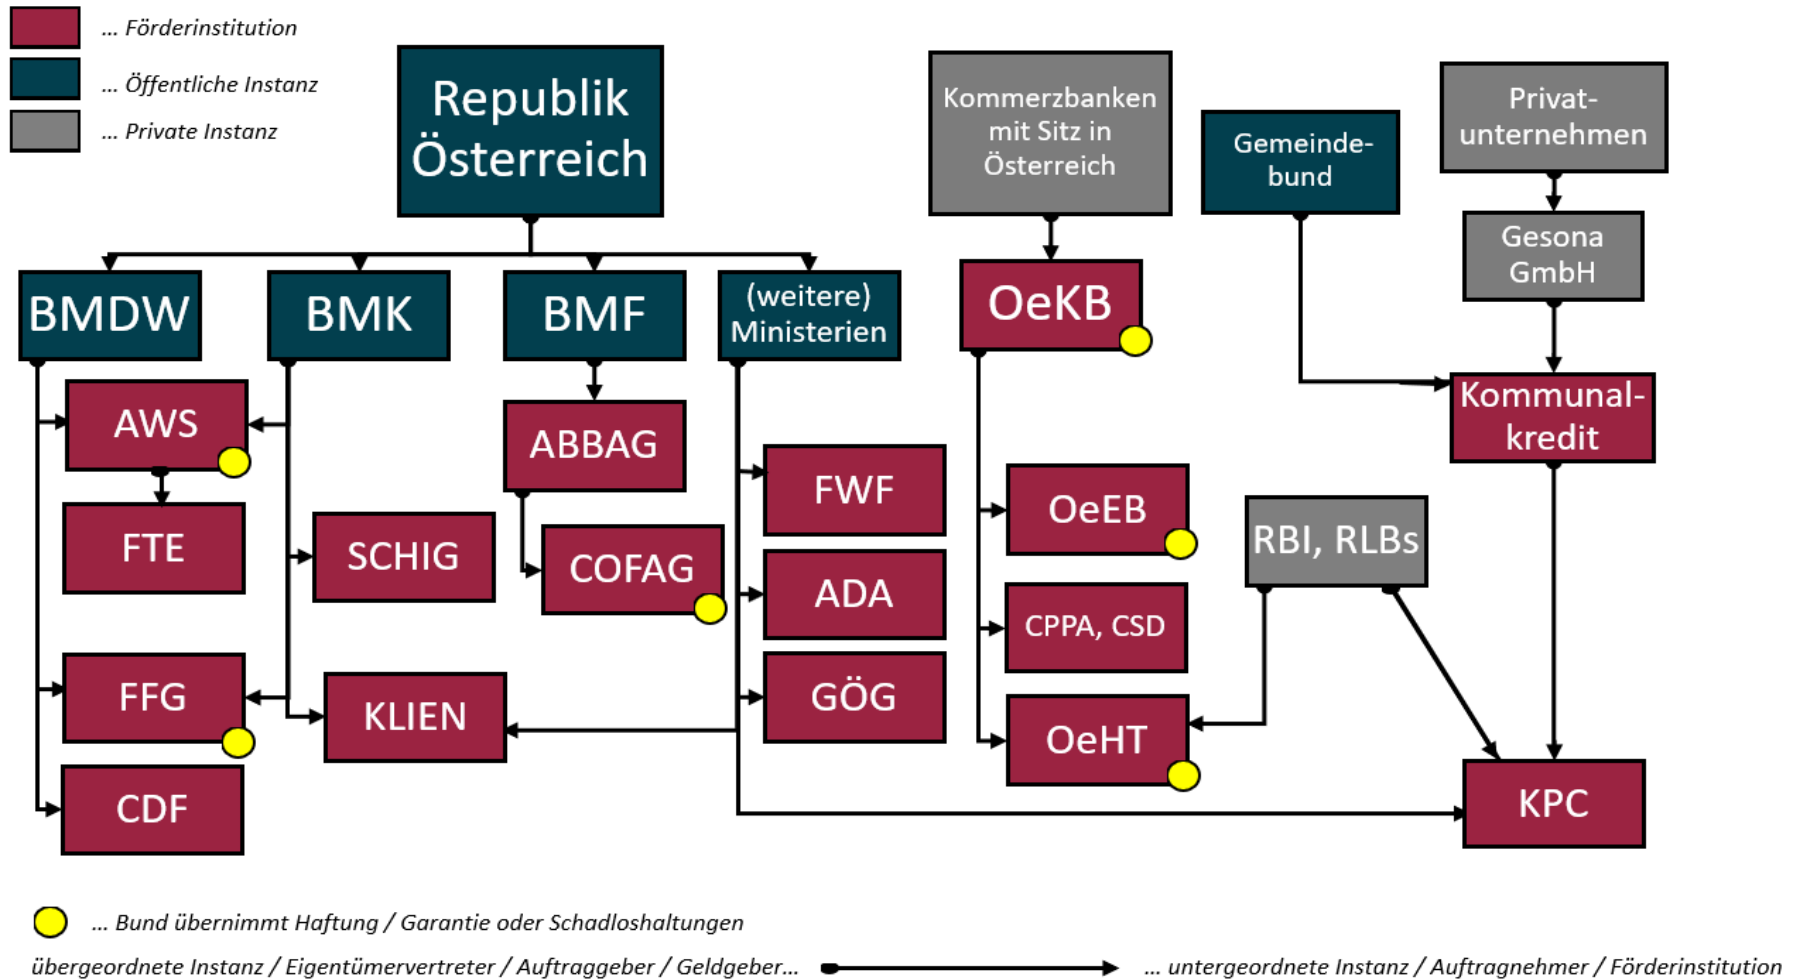 ... Förderinstitution
... Öffentliche Instanz
... Private Instanz
Republik
Österreich
Kommerzbanken
mit Sitz in
Österreich
Gemeinde-
bund
Privat-
unternehmen
Gesona
GmbH
BMDW
BMK
BMF
(weitere)
Ministerien
OeKB
Kommunal-
kredit
AWS
ABBAG
FWF
OeEB
RBI, RLBs
FTE
SCHIG
COFAG
ADA
CPPA, CSD
FFG
KLIEN
GÖG
OeHT
CDF
KPC
... Bund übernimmt Haftung / Garantie oder Schadloshaltungen
übergeordnete Instanz / Eigentümervertreter / Auftraggeber / Geldgeber... ... untergeordnete Instanz / Auftragnehmer / Förderinstitution